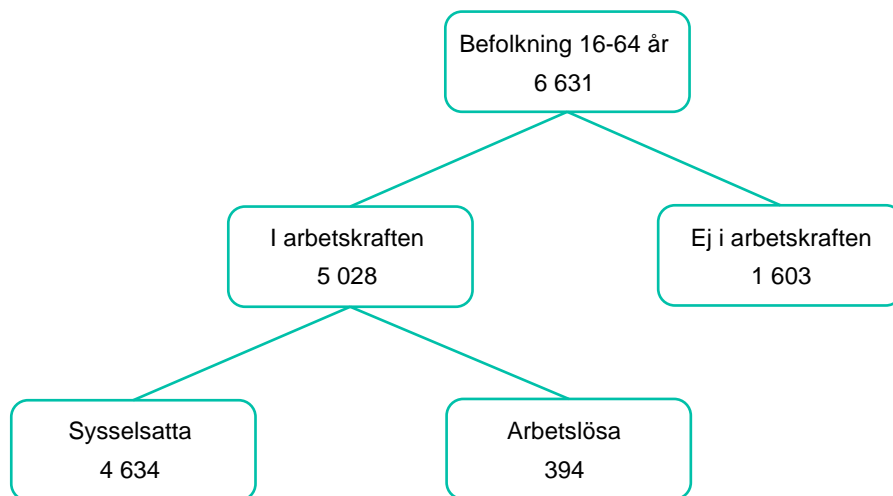 Befolkning 16-64 år
6 631
I arbetskraften
5 028
Ej i arbetskraften
1 603
Sysselsatta
4 634
Arbetslösa
394